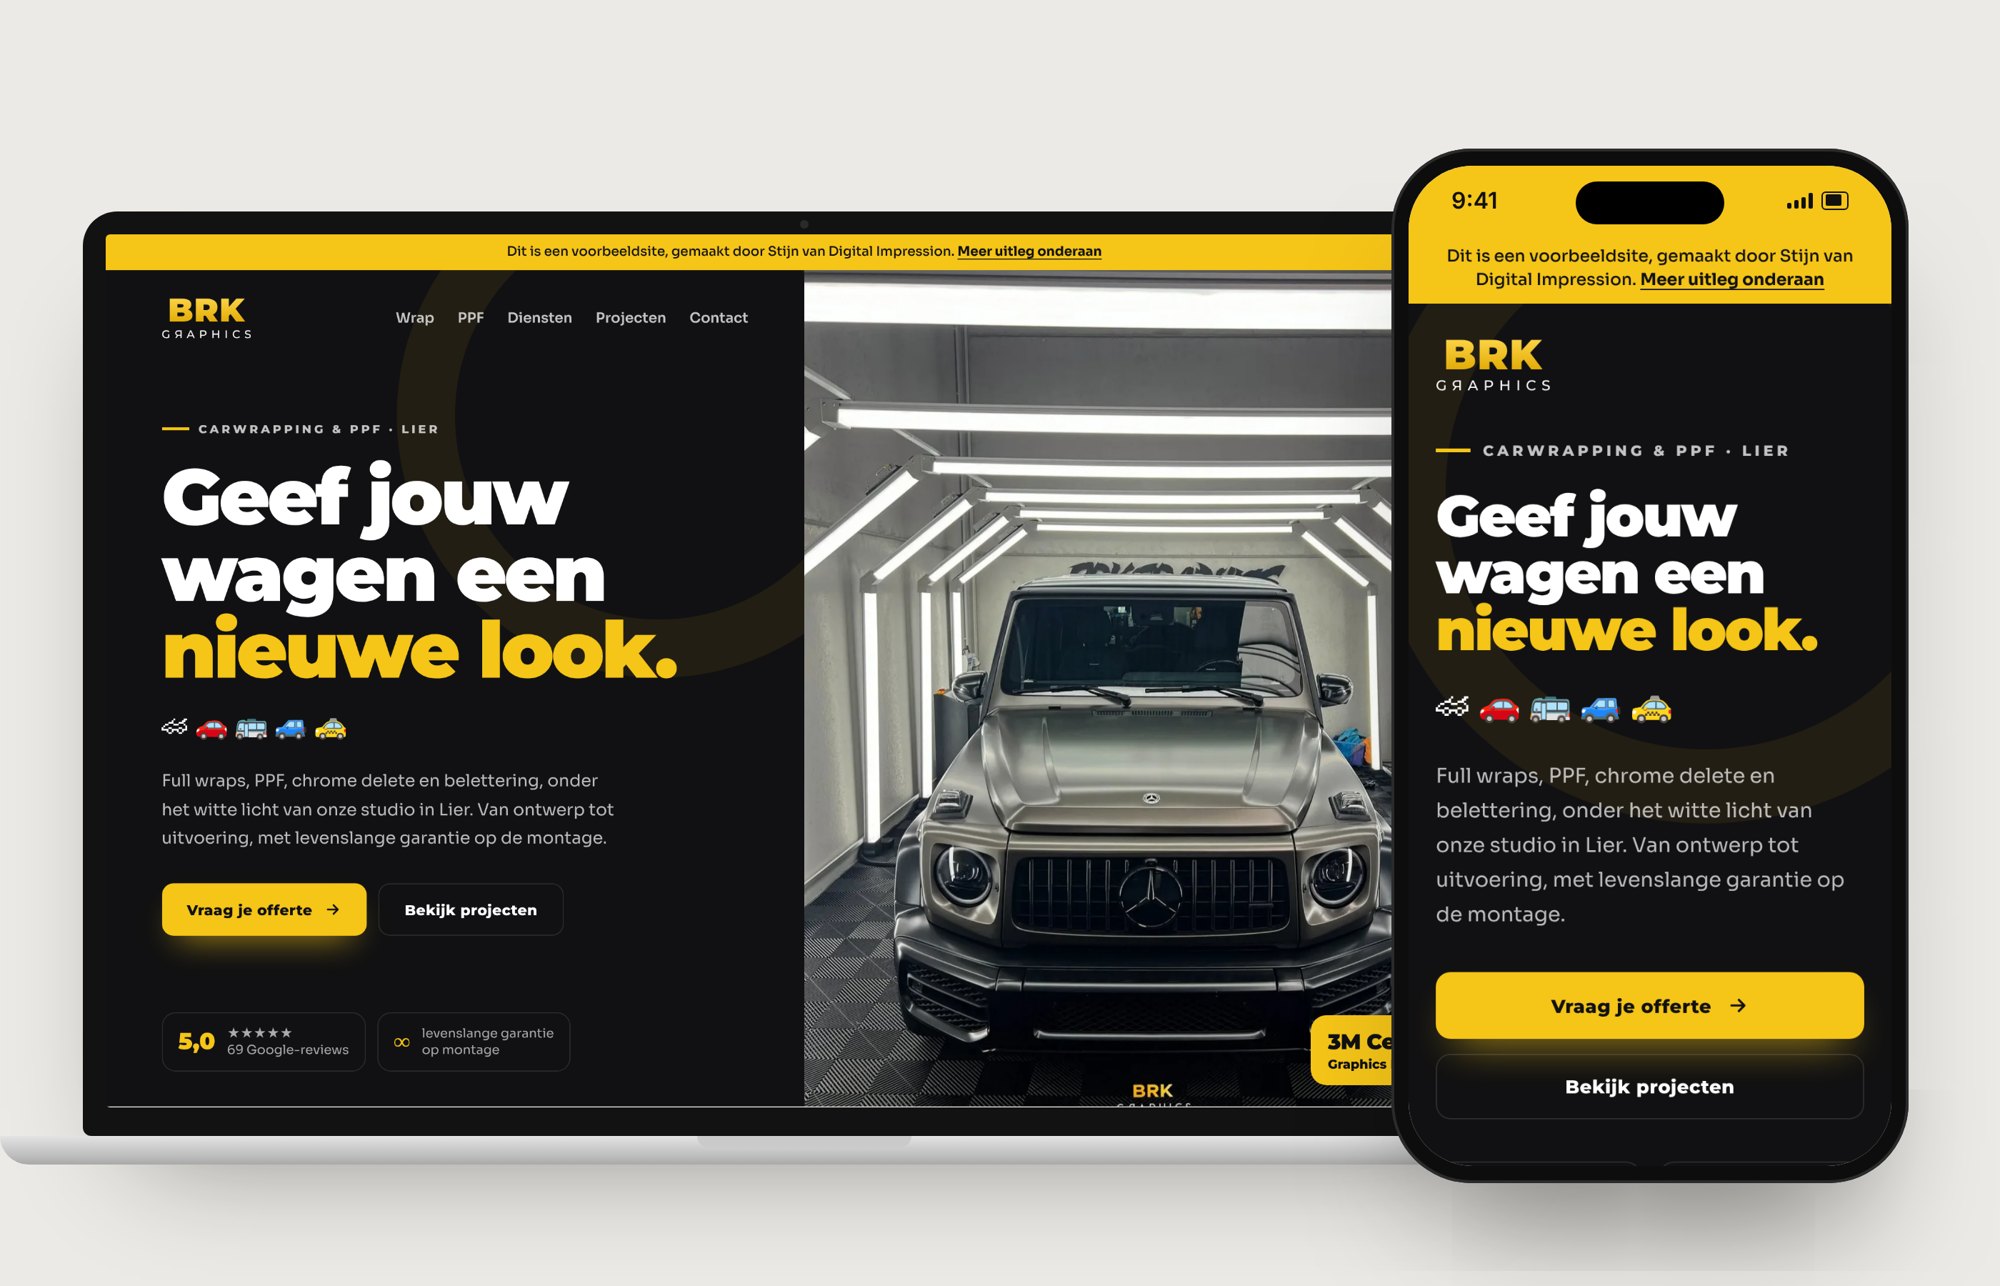 Dit is een voorbeeldsite, gemaakt door Stijn van Digital Impression. Meer uitleg onderaan
BRK
GЯAPHICS
Wrap PPF Diensten Projecten Contact
CARWRAPPING & PPF · LIER
Geef jouw
wagen een
nieuwe look.
Full wraps, PPF, chrome delete en belettering, onder
het witte licht van onze studio in Lier. Van ontwerp tot
uitvoering, met levenslange garantie op de montage.
Vraag je offerte →
Bekijk projecten
5,0 ★★★★★
69 Google-reviews
∞ levenslange garantie
op montage
3M
Graphics
BRK
9:41
Dit is een voorbeeldsite, gemaakt door Stijn van
Digital Impression. Meer uitleg onderaan
BRK
GЯAPHICS
CARWRAPPING & PPF · LIER
Geef jouw
wagen een
nieuwe look.
Full wraps, PPF, chrome delete en
belettering, onder het witte licht van
onze studio in Lier. Van ontwerp tot
uitvoering, met levenslange garantie op
de montage.
Vraag je offerte →
Bekijk projecten